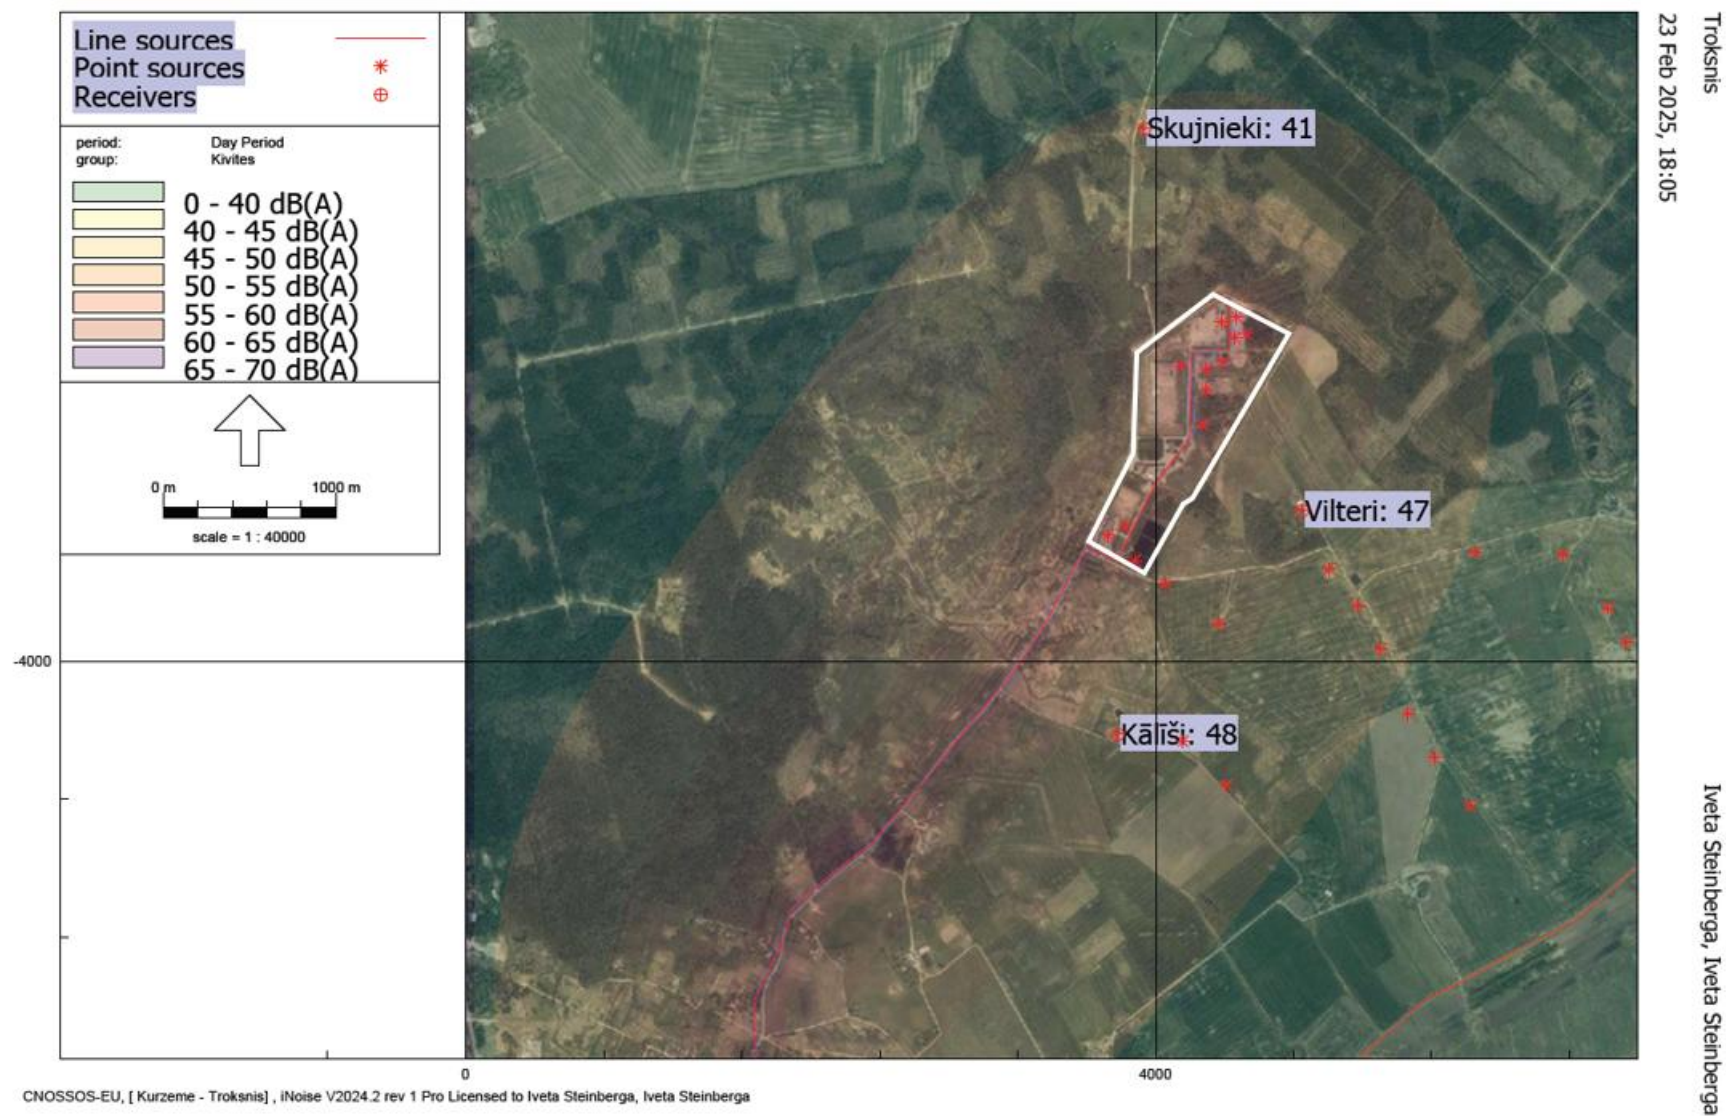 Line sources
Point sources
Receivers
period: Day Period
group: Kivites
0 - 40 dB(A)
40 - 45 dB(A)
45 - 50 dB(A)
50 - 55 dB(A)
55 - 60 dB(A)
60 - 65 dB(A)
65 - 70 dB(A)
0 m 1000 m
scale = 1 : 40000
Skujnieki: 41
Vilteri: 47
Kālīši: 48
-4000
0 4000
Troksnis
23 Feb 2025, 18:05
Iveta Steinberga, Iveta Steinberga
CNOSSOS-EU, [ Kurzeme - Troksnis] , iNoise V2024.2 rev 1 Pro Licensed to Iveta Steinberga, Iveta Steinberga